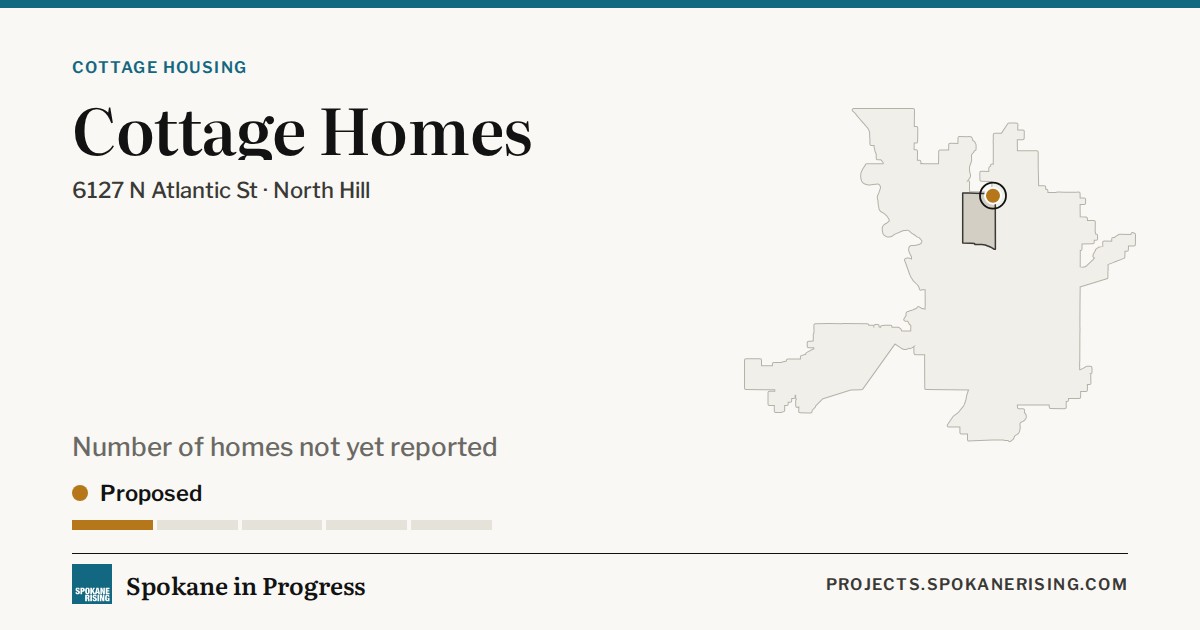 COTTAGE HOUSING
Cottage Homes
6127 N Atlantic St · North Hill
Number of homes not yet reported
Proposed
SPOKANE
RISING
Spokane in Progress
PROJECTS.SPOKANERISING.COM